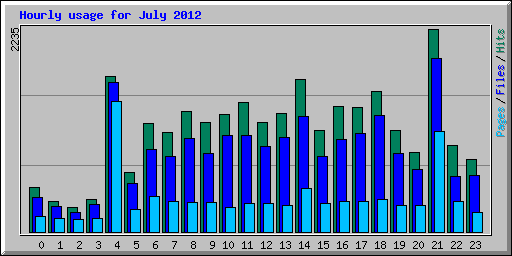 Hourly usage for July 2012
2235
Pages/Files/Hits
0 1 2 3 4 5 6 7 8 9 10 11 12 13 14 15 16 17 18 19 20 21 22 23